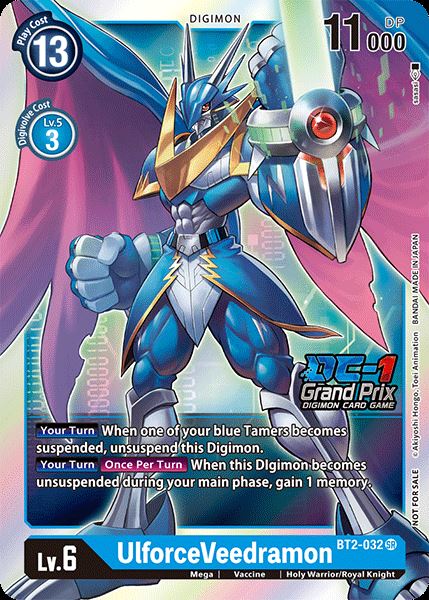 Play Cost
13
DIGIMON
11000 DP
Digivolve Cost
Lv.5
3
DC-1
Grand Prix
DIGIMON CARD GAME
Your Turn When one of your blue Tamers becomes
suspended, unsuspend this Digimon.
Your Turn Once Per Turn When this DIgimon becomes
unsuspended during your main phase, gain 1 memory.
©Akiyoshi Hongo, Toei Animation BANDAI MADE IN JAPAN
NOT FOR SALE
Lv.6
UlforceVeedramon
BT2-032 SR
Mega | Vaccine | Holy Warrior/Royal Knight